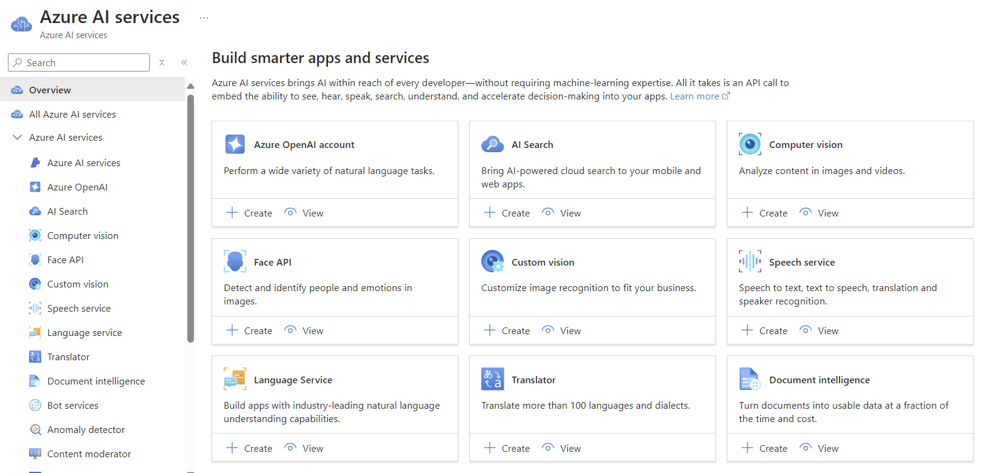 Azure AI services
...
Azure AI services
Search
Overview
All Azure AI services
Azure AI services
Azure AI services
Azure OpenAI
AI Search
Computer vision
Face API
Custom vision
Speech service
Language service
Translator
Document intelligence
Bot services
Anomaly detector
Content moderator
Build smarter apps and services
Azure AI services brings AI within reach of every developer—without requiring machine-learning expertise. All it takes is an API call to
embed the ability to see, hear, speak, search, understand, and accelerate decision-making into your apps. Learn more
Azure OpenAI account
Perform a wide variety of natural language tasks.
Create View
AI Search
Bring AI-powered cloud search to your mobile and
web apps.
Create View
Computer vision
Analyze content in images and videos.
Create View
Face API
Detect and identify people and emotions in
images.
Create View
Custom vision
Customize image recognition to fit your business.
Create View
Speech service
Speech to text, text to speech, translation and
speaker recognition.
Create View
Language Service
Build apps with industry-leading natural language
understanding capabilities.
Create View
あ
a
Translator
Translate more than 100 languages and dialects.
Create View
Document intelligence
Turn documents into usable data at a fraction of
the time and cost.
Create View